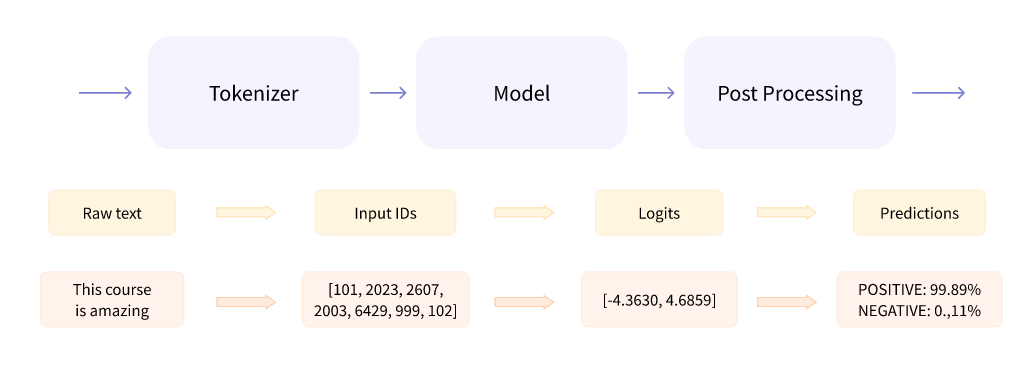 Tokenizer
Model
Post Processing
Raw text
Input IDs
Logits
Predictions
This course
is amazing
[101, 2023, 2607,
2003, 6429, 999, 102]
[-4.3630, 4.6859]
POSITIVE: 99.89%
NEGATIVE: 0.,11%